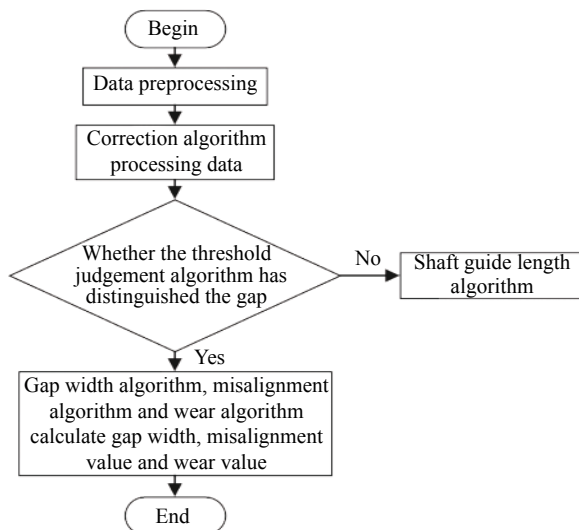 Begin
Data preprocessing
Correction algorithm
processing data
Whether the threshold
judgement algorithm has
distinguished the gap
No
Shaft guide length
algorithm
Yes
Gap width algorithm, misalignment
algorithm and wear algorithm
calculate gap width, misalignment
value and wear value
End